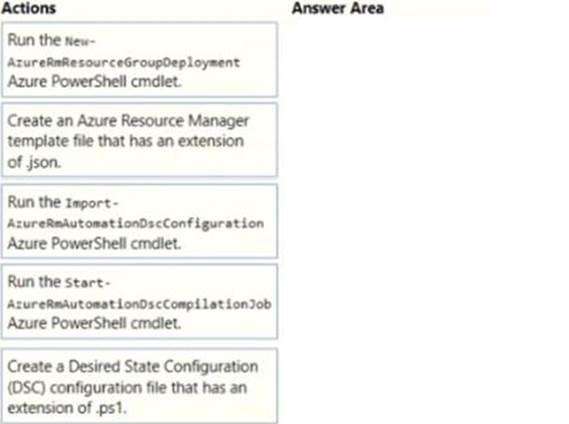 Actions
Answer Area
Run the New-
AzureRmResourceGroupDeployment
Azure PowerShell cmdlet.
Create an Azure Resource Manager
template file that has an extension
of .json.
Run the Import-
AzureRmAutomationDscConfiguration
Azure PowerShell cmdlet.
Run the Start-
AzureRmAutomationDscCompilationJob
Azure PowerShell cmdlet.
Create a Desired State Configuration
(DSC) configuration file that has an
extension of .ps1.